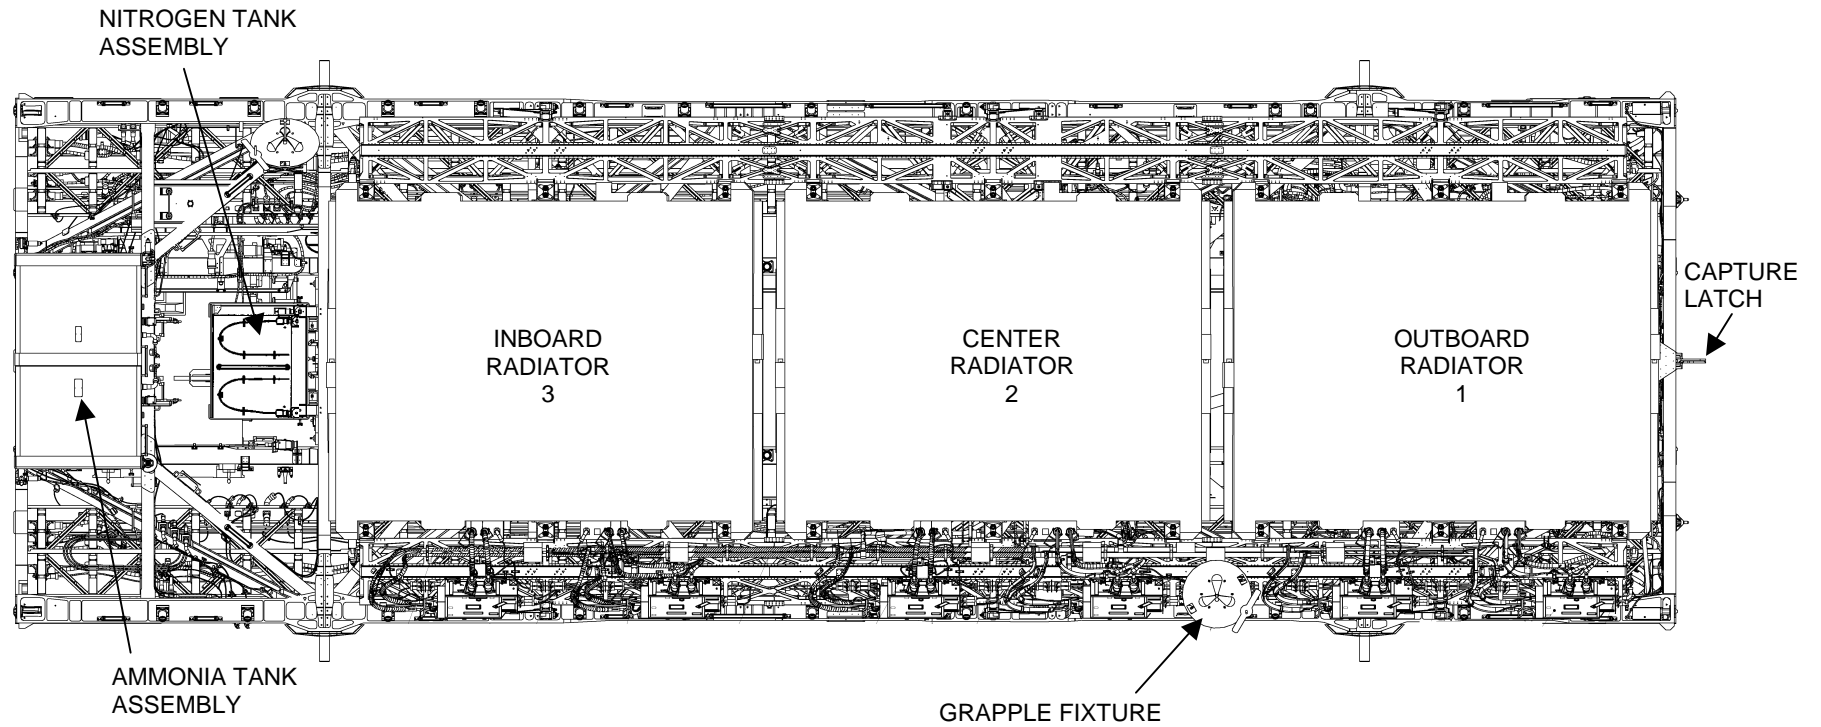 NITROGEN TANK
ASSEMBLY
CAPTURE
LATCH
INBOARD
RADIATOR
3
CENTER
RADIATOR
2
OUTBOARD
RADIATOR
1
AMMONIA TANK
ASSEMBLY
GRAPPLE FIXTURE